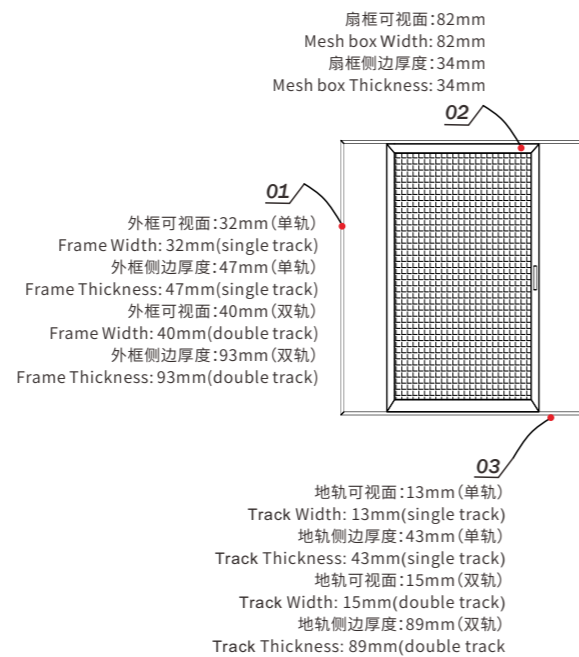 扇框可视面:82mm
Mesh box Width: 82mm
扇框侧边厚度:34mm
Mesh box Thickness: 34mm
02
01
外框可视面:32mm(单轨)
Frame Width: 32mm(single track)
外框侧边厚度:47mm(单轨)
Frame Thickness: 47mm(single track)
外框可视面:40mm(双轨)
Frame Width: 40mm(double track)
外框侧边厚度:93mm(双轨)
Frame Thickness: 93mm(double track)
03
地轨可视面:13mm(单轨)
Track Width: 13mm(single track)
地轨侧边厚度:43mm(单轨)
Track Thickness: 43mm(single track)
地轨可视面:15mm(双轨)
Track Width: 15mm(double track)
地轨侧边厚度:89mm(双轨)
Track Thickness: 89mm(double track